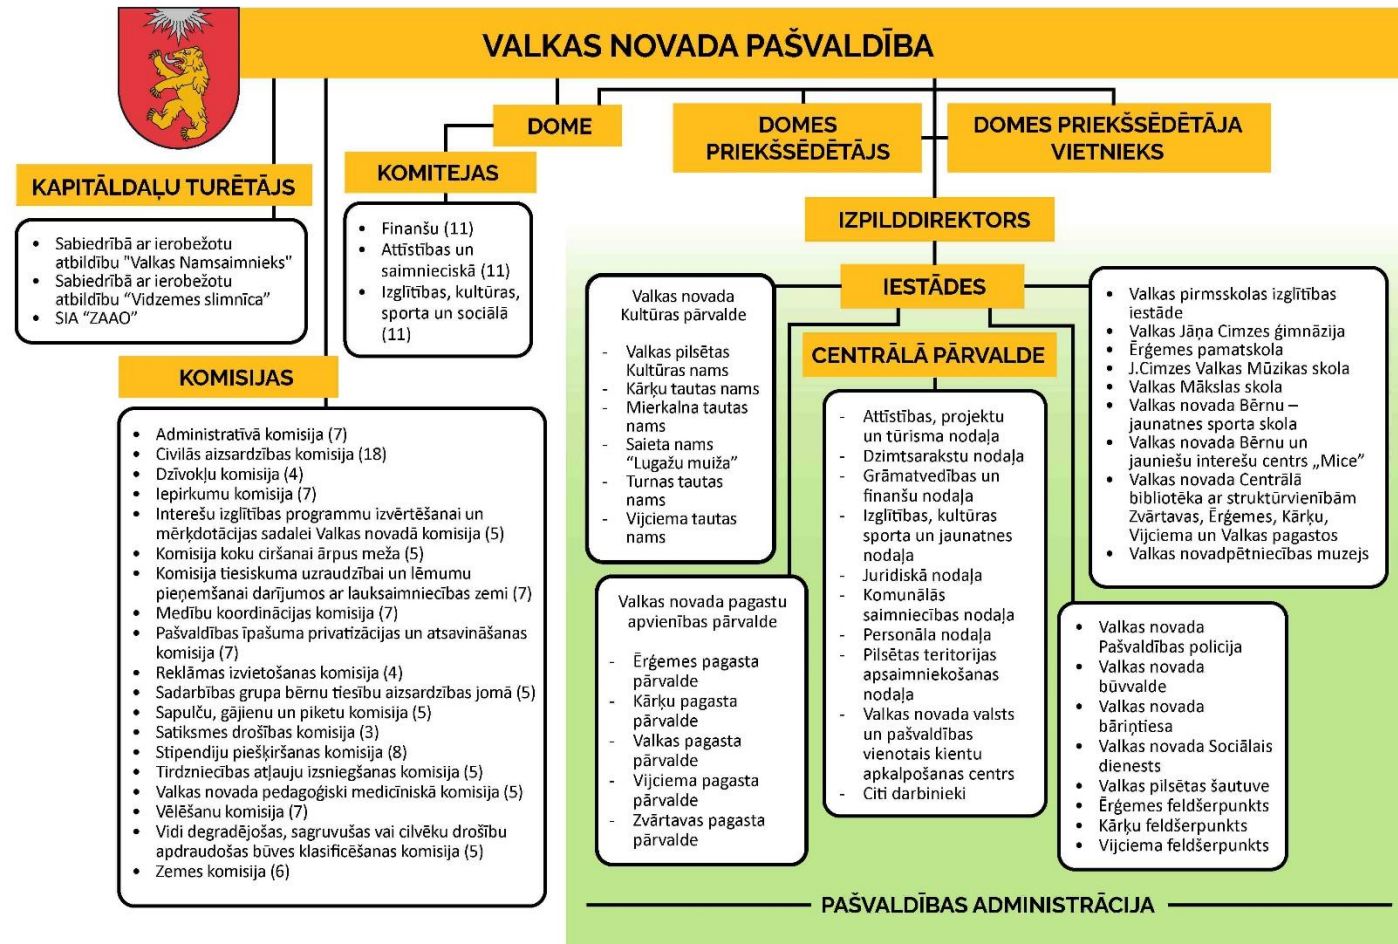 VALKAS NOVADA PAŠVALDĪBA
DOME
DOMES
PRIEKŠSĒDĒTĀJS
DOMES PRIEKŠSĒDĒTĀJA
VIETNIEKS
KAPITĀLDAĻU TURĒTĀJS
• Sabiedrībā ar ierobežotu
atbildību "Valkas Namsaimnieks"
• Sabiedrībā ar ierobežotu
atbildību “Vidzemes slimnīca”
• SIA “ZAAO”
KOMITEJAS
• Finanšu (11)
• Attīstības un
saimnieciskā (11)
• Izglītības, kultūras,
sporta un sociālā
(11)
KOMISIJAS
• Administratīvā komisija (7)
• Civilās aizsardzības komisija (18)
• Dzīvokļu komisija (4)
• Iepirkumu komisija (7)
• Interešu izglītības programmu izvērtēšanai un
mērķdotācijas sadalei Valkas novadā komisija (5)
• Komisija koku ciršanai ārpus meža (5)
• Komisija tiesiskuma uzraudzībai un lēmumu
pieņemšanai darījumos ar lauksaimniecības zemi (7)
• Medību koordinācijas komisija (7)
• Pašvaldības īpašuma privatizācijas un atsavināšanas
komisija (7)
• Reklāmas izvietošanas komisija (4)
• Sadarbības grupa bērnu tiesību aizsardzības jomā (5)
• Sapulču, gājienu un piketu komisija (5)
• Satiksmes drošības komisija (3)
• Stipendiju piešķiršanas komisija (8)
• Tirdzniecības atļauju izsniegšanas komisija (5)
• Valkas novada pedagoģiski medicīniskā komisija (5)
• Vēlēšanu komisija (7)
• Vidi degradējošas, sagruvušas vai cilvēku drošību
apdraudošas būves klasificēšanas komisija (5)
• Zemes komisija (6)
IZPILDDIREKTORS
IESTĀDES
Valkas novada
Kultūras pārvalde
- Valkas pilsētas
Kultūras nams
- Kārķu tautas nams
- Mierkalna tautas
nams
- Saieta nams
“Lugažu muiža”
- Turnas tautas
nams
- Vijciema tautas
nams
Valkas novada pagastu
apvienības pārvalde
- Ērģemes pagasta
pārvalde
- Kārķu pagasta
pārvalde
- Valkas pagasta
pārvalde
- Vijciema pagasta
pārvalde
- Zvārtavas pagasta
pārvalde
CENTRĀLĀ PĀRVALDE
- Attīstības, projektu
un tūrisma nodaļa
- Dzimtsarakstu nodaļa
- Grāmatvedības un
finanšu nodaļa
- Izglītības, kultūras
sporta un jaunatnes
nodaļa
- Juridiskā nodaļa
- Komunālās
saimniecības nodaļa
- Personāla nodaļa
- Pilsētas teritorijas
apsaimniekošanas
nodaļa
- Valkas novada valsts
un pašvaldības
vienotais kientu
apkalpošanas centrs
- Citi darbinieki
• Valkas pirmsskolas izglītības
iestāde
• Valkas Jāņa Cimzes ģimnāzija
• Ērģemes pamatskola
• J.Cimzes Valkas Mūzikas skola
• Valkas Mākslas skola
• Valkas novada Bērnu –
jaunatnes sporta skola
• Valkas novada Bērnu un
jauniešu interešu centrs „Mice”
• Valkas novada Centrālā
bibliotēka ar struktūrvienībām
Zvārtavas, Ērģemes, Kārķu,
Vijciema un Valkas pagastos
• Valkas novadpētniecības muzejs
• Valkas novada
Pašvaldības policija
• Valkas novada
būvvalde
• Valkas novada
bāriņtiesa
• Valkas novada Sociālais
dienests
• Valkas pilsētas šautuve
• Ērģemes feldšerpunkts
• Kārķu feldšerpunkts
• Vijciema feldšerpunkts
PAŠVALDĪBAS ADMINISTRĀCIJA